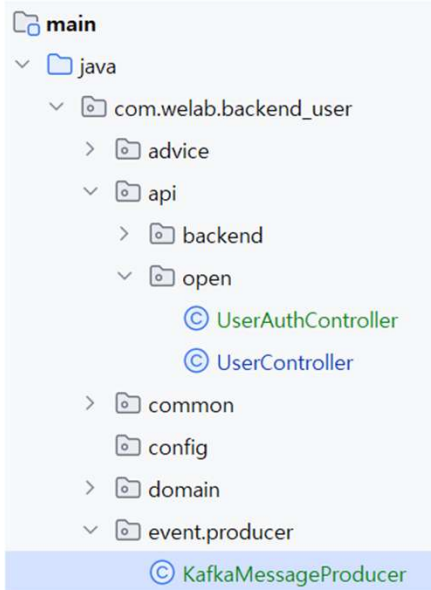 main
java
com.welab.backend_user
advice
api
backend
open
UserAuthController
UserController
common
config
domain
event.producer
KafkaMessageProducer